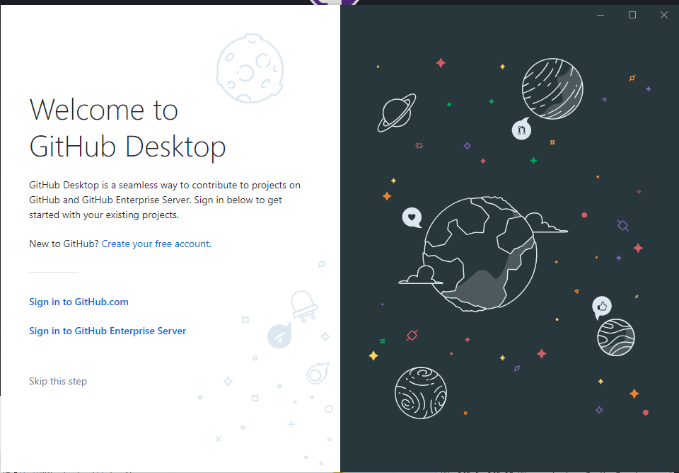 Welcome to
GitHub Desktop
GitHub Desktop is a seamless way to contribute to projects on
GitHub and GitHub Enterprise Server. Sign in below to get
started with your existing projects.
New to GitHub? Create your free account.
Sign in to GitHub.com
Sign in to GitHub Enterprise Server
Skip this step